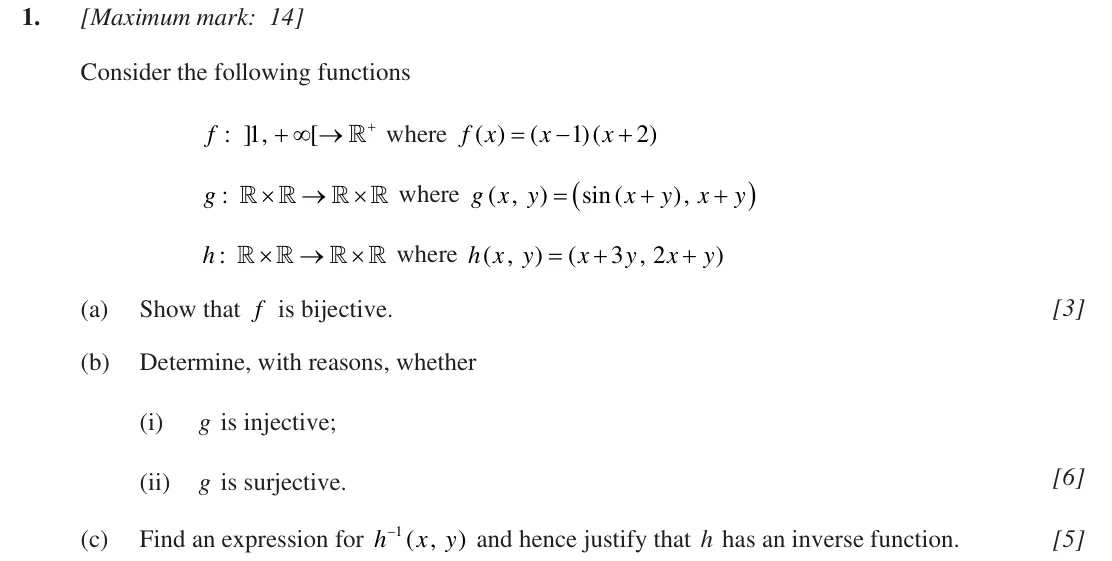 1. [Maximum mark: 14]
Consider the following functions
f : ]1, +∞[→ ℝ⁺ where f(x) = (x−1)(x+2)
g : ℝ×ℝ → ℝ×ℝ where g(x, y) = (sin(x+y), x+y)
h : ℝ×ℝ → ℝ×ℝ where h(x, y) = (x+3y, 2x+y)
(a) Show that f is bijective. [3]
(b) Determine, with reasons, whether
(i) g is injective;
(ii) g is surjective. [6]
(c) Find an expression for h⁻¹(x, y) and hence justify that h has an inverse function. [5]